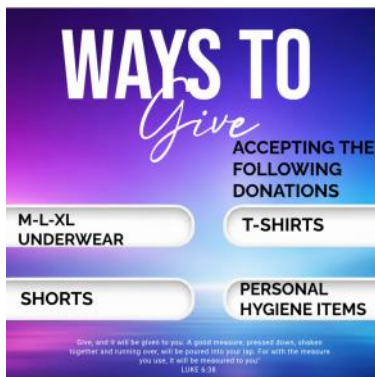 WAYS TO
Give
ACCEPTING THE
FOLLOWING
DONATIONS
M-L-XL
UNDERWEAR
T-SHIRTS
SHORTS
PERSONAL
HYGIENE ITEMS
Give, and it will be given to you. A good measure, pressed down, shaken
together and running over, will be poured into your lap. For with the measure
you use, it will be measured to you"
LUKE 6:38